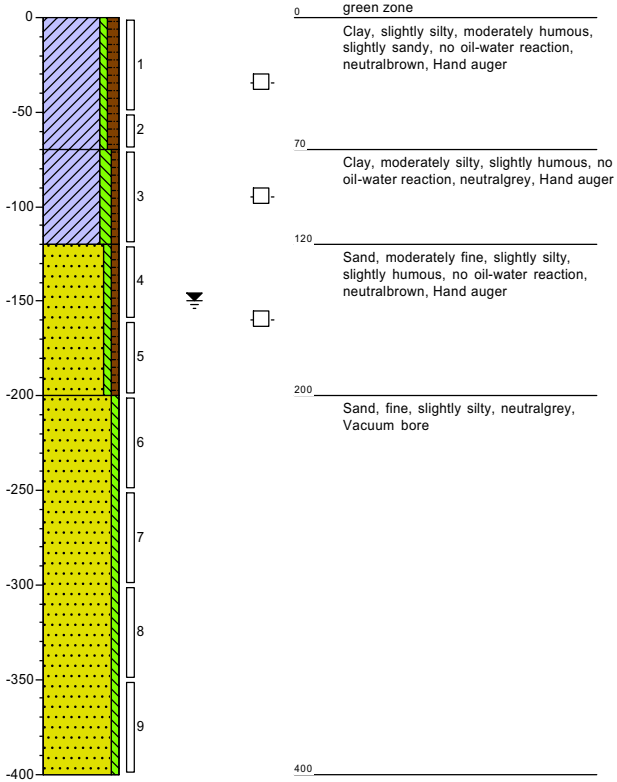 green zone
0
0
Clay, slightly silty, moderately humous,
slightly sandy, no oil-water reaction,
neutralbrown, Hand auger
1
-50
2
70
Clay, moderately silty, slightly humous, no
oil-water reaction, neutralgrey, Hand auger
3
-100
120
Sand, moderately fine, slightly silty,
slightly humous, no oil-water reaction,
neutralbrown, Hand auger
4
-150
5
-200
200
Sand, fine, slightly silty, neutralgrey,
Vacuum bore
6
-250
7
-300
8
-350
9
-400
400